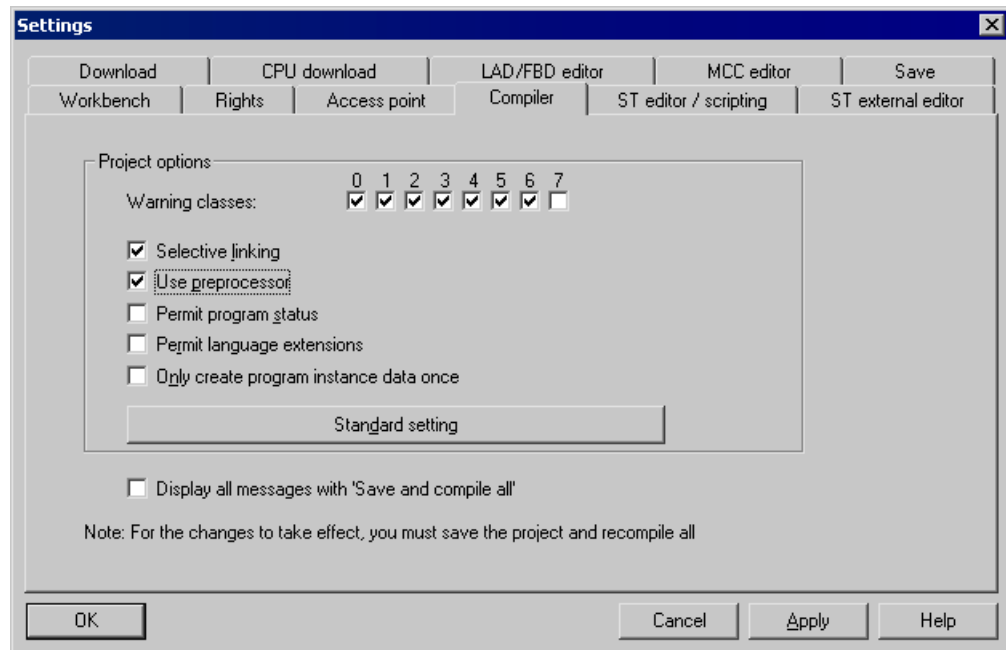 Settings
Download CPU download LAD/FBD editor MCC editor Save
Workbench Rights Access point Compiler ST editor / scripting ST external editor
Project options
0 1 2 3 4 5 6 7
Warning classes:
Selective linking
Use preprocessor
Permit program status
Permit language extensions
Only create program instance data once
Standard setting
Display all messages with 'Save and compile all'
Note: For the changes to take effect, you must save the project and recompile all
OK Cancel Apply Help